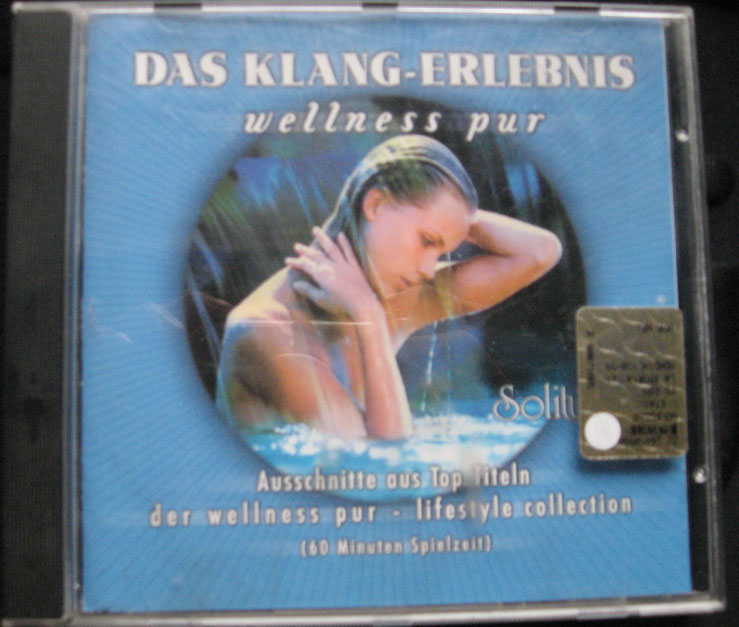 DAS KLANG-ERLEBNIS
wellness pur
Ausschnitte aus Top Titeln
der wellness pur - lifestyle collection
(60 Minuten Spielzeit)